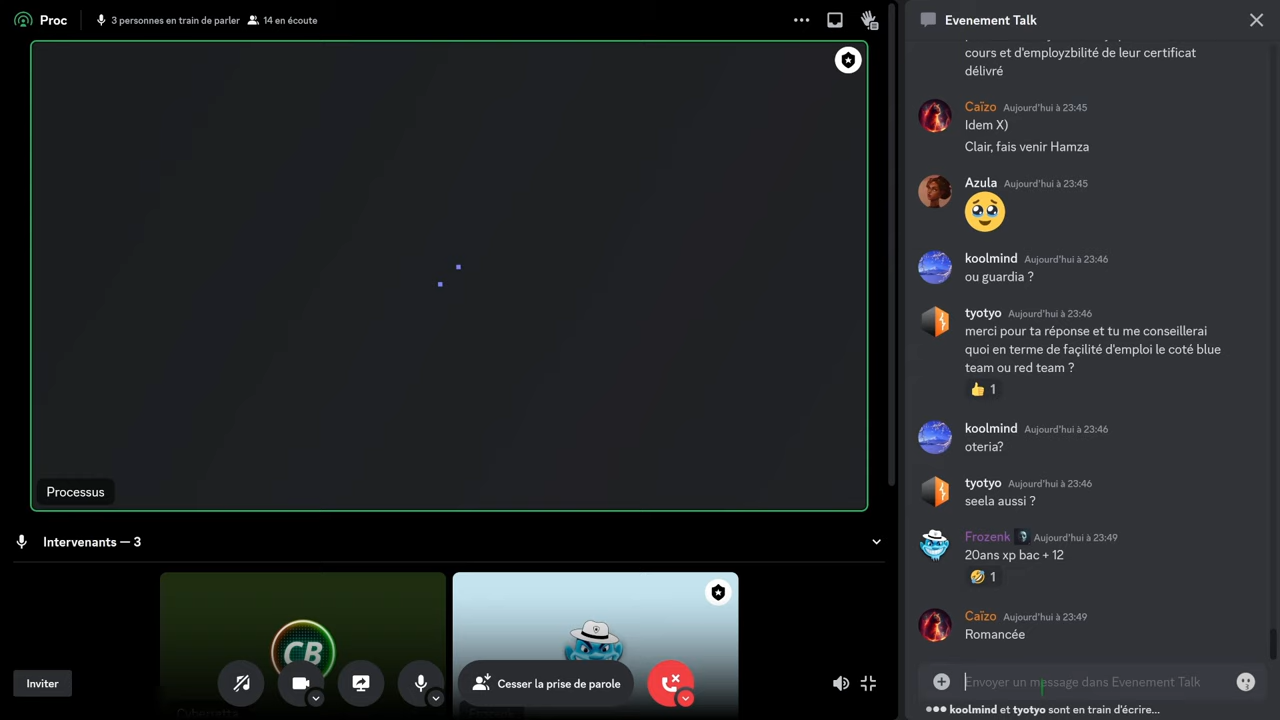 Proc
3 personnes en train de parler
14 en écoute
Evenement Talk
cours et d'employzbilité de leur certificat
délivré
Caïzo Aujourd'hui à 23:45
Idem X)
Clair, fais venir Hamza
Azula Aujourd'hui à 23:45
koolmind Aujourd'hui à 23:46
ou guardia ?
tyotyo Aujourd'hui à 23:46
merci pour ta réponse et tu me conseillerai
quoi en terme de façilité d'emploi le coté blue
team ou red team ?
1
koolmind Aujourd'hui à 23:46
oteria?
tyotyo Aujourd'hui à 23:46
seela aussi ?
Frozenk Aujourd'hui à 23:49
20ans xp bac + 12
1
Caïzo Aujourd'hui à 23:49
Romancée
Envoyer un message dans Evenement Talk
koolmind et tyotyo sont en train d'écrire...
Processus
Intervenants — 3
CB
Inviter
Cesser la prise de parole